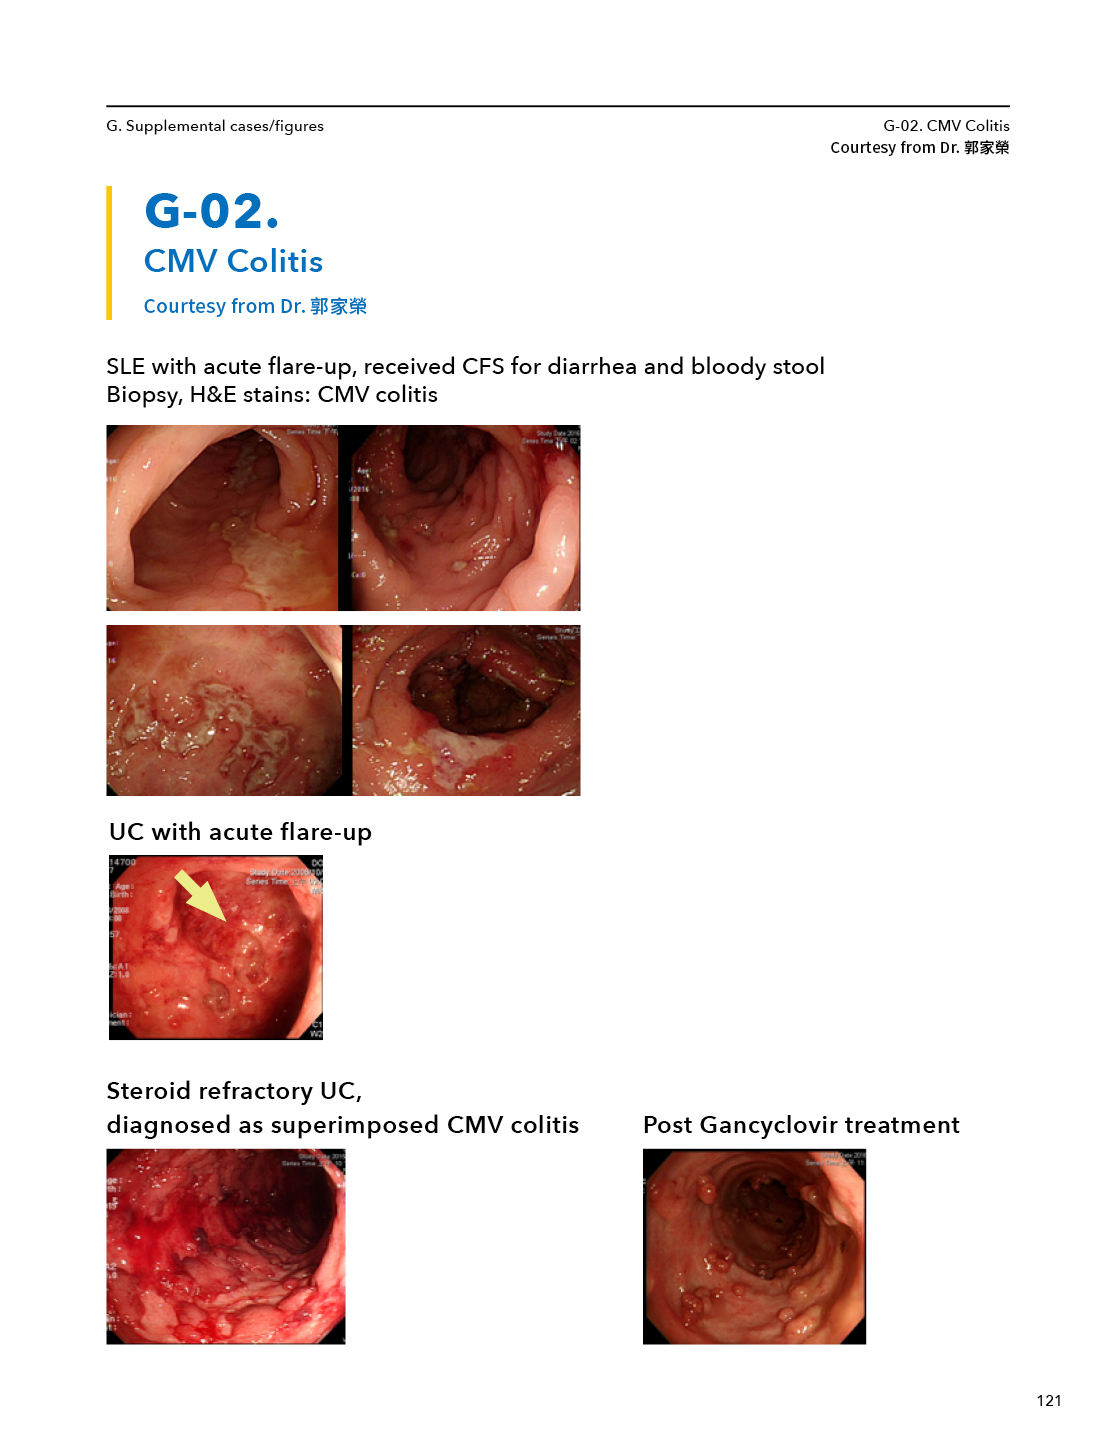 G. Supplemental cases/figures
G-02. CMV Colitis
Courtesy from Dr. 郭家榮
G-02.
CMV Colitis
Courtesy from Dr. 郭家榮
SLE with acute flare-up, received CFS for diarrhea and bloody stool
Biopsy, H&E stains: CMV colitis
UC with acute flare-up
Steroid refractory UC,
diagnosed as superimposed CMV colitis
Post Gancyclovir treatment
121